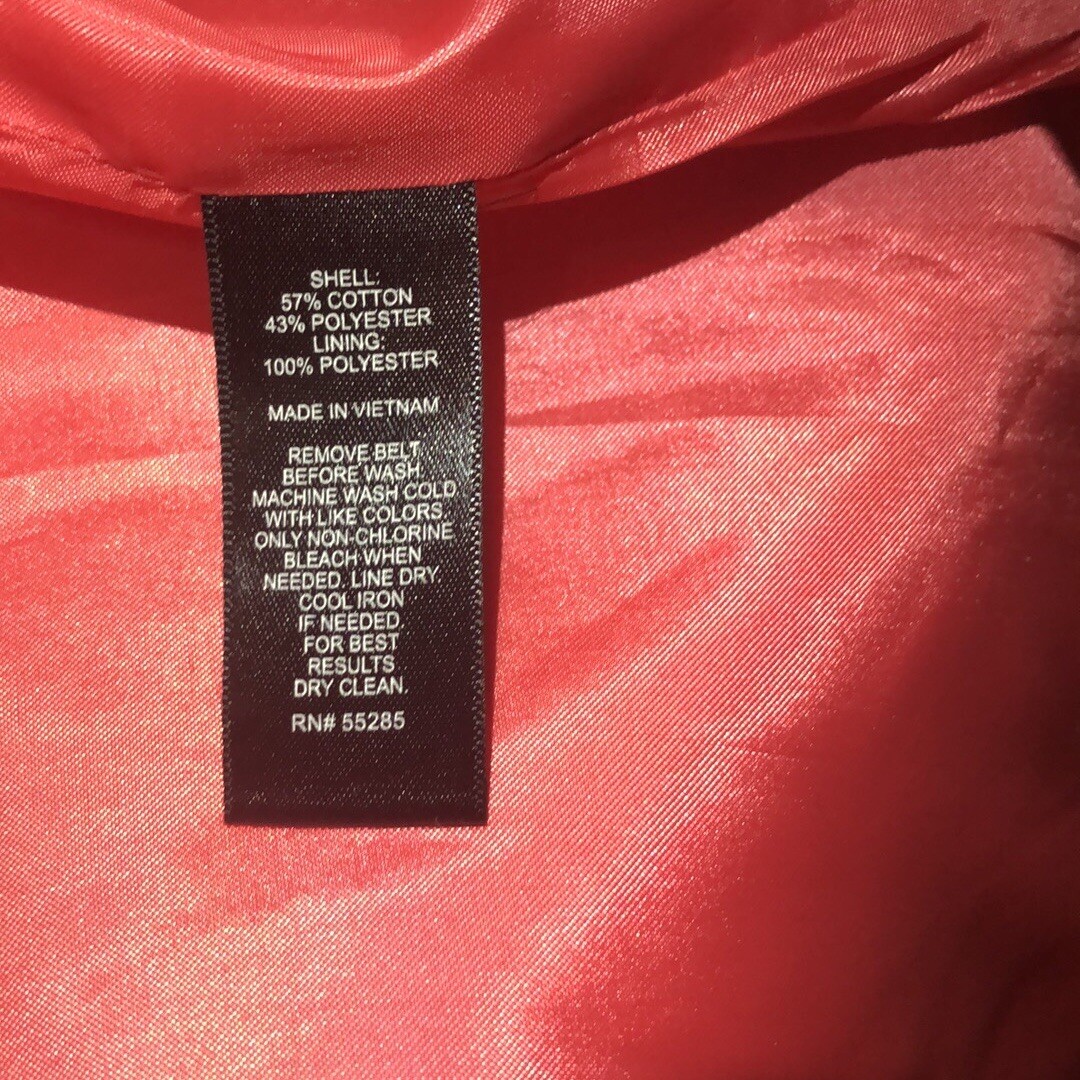 SHELL:
57% COTTON
43% POLYESTER
LINING:
100% POLYESTER
MADE IN VIETNAM
REMOVE BELT
BEFORE WASH.
MACHINE WASH COLD
WITH LIKE COLORS.
ONLY NON-CHLORINE
BLEACH WHEN
NEEDED. LINE DRY.
COOL IRON
IF NEEDED.
FOR BEST
RESULTS
DRY CLEAN.
RN# 55285